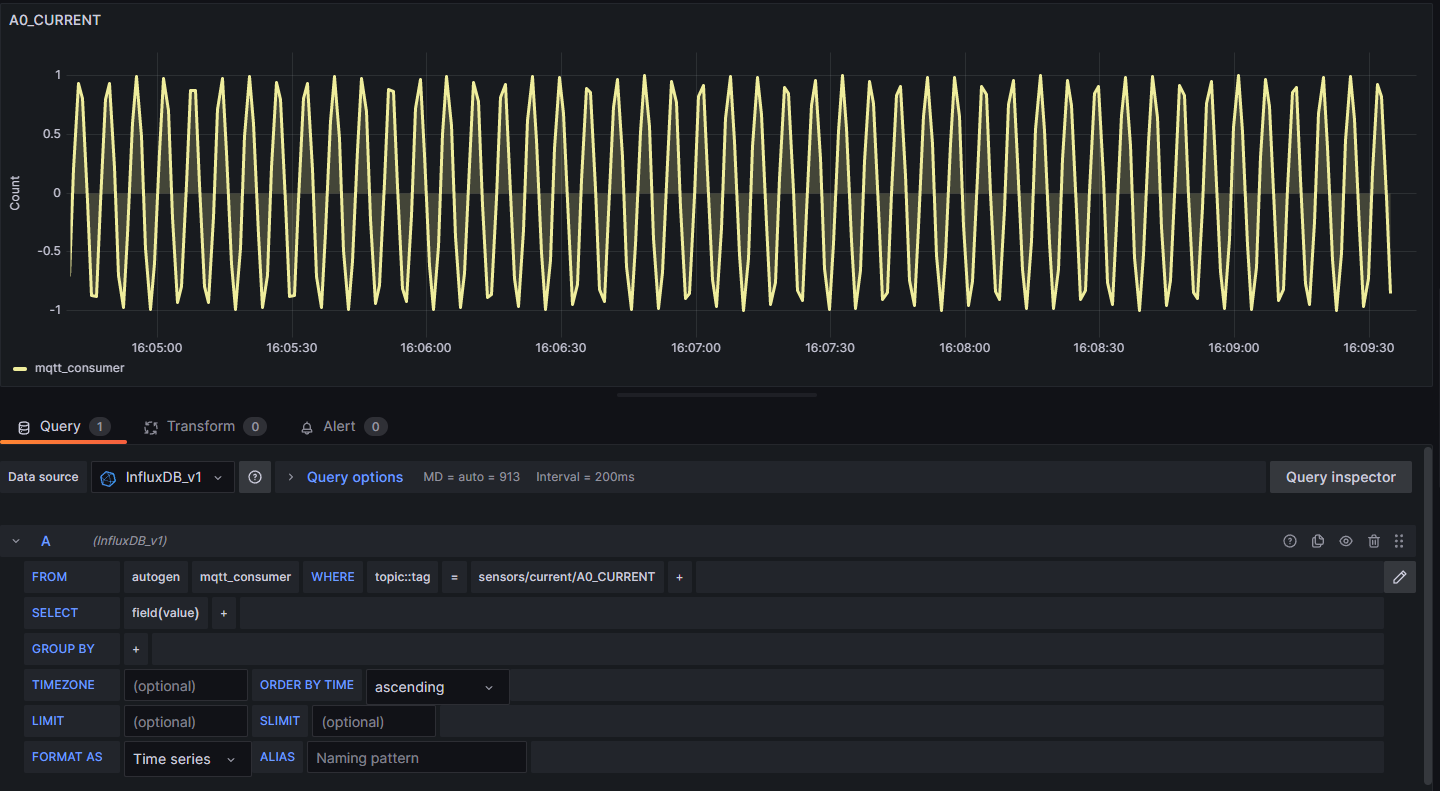 A0_CURRENT
1
0.5
0
-0.5
-1
Count
16:05:00 16:05:30 16:06:00 16:06:30 16:07:00 16:07:30 16:08:00 16:08:30 16:09:00 16:09:30
mqtt_consumer
Query 1 Transform 0 Alert 0
Data source InfluxDB_v1 Query options MD = auto = 913 Interval = 200ms Query inspector
A (InfluxDB_v1)
FROM autogen mqtt_consumer WHERE topic::tag = sensors/current/A0_CURRENT +
SELECT field(value) +
GROUP BY +
TIMEZONE (optional) ORDER BY TIME ascending
LIMIT (optional) SLIMIT (optional)
FORMAT AS Time series ALIAS Naming pattern